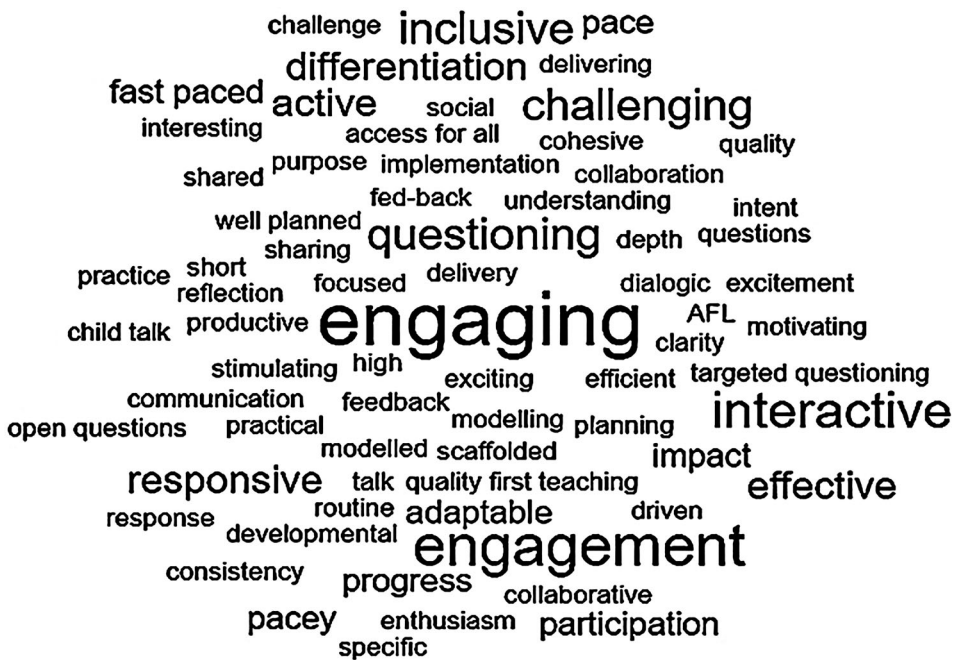 challenge inclusive pace
differentiation delivering
fast paced active social challenging
interesting access for all cohesive quality
shared purpose implementation collaboration
fed-back understanding intent
well planned questioning depth questions
sharing
practice short focused delivery dialogic excitement
reflection
child talk productive engaging AFL motivating
clarity
stimulating high exciting efficient targeted questioning
communication feedback modelling planning interactive
open questions practical
modelled scaffolded impact
responsive talk quality first teaching effective
response routine adaptable driven
developmental engagement
consistency progress collaborative
pacey enthusiasm participation
specific